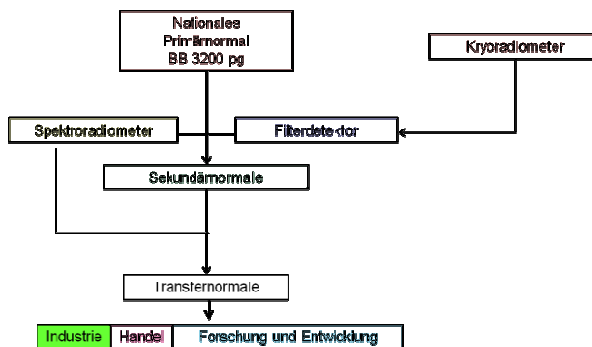 Nationales
Primärnormal
BB 3200 pg
Kryoradiometer
Spektroradiometer
Filterdetektor
Sekundärnormale
Transfernormale
Industrie
Handel
Forschung und Entwicklung